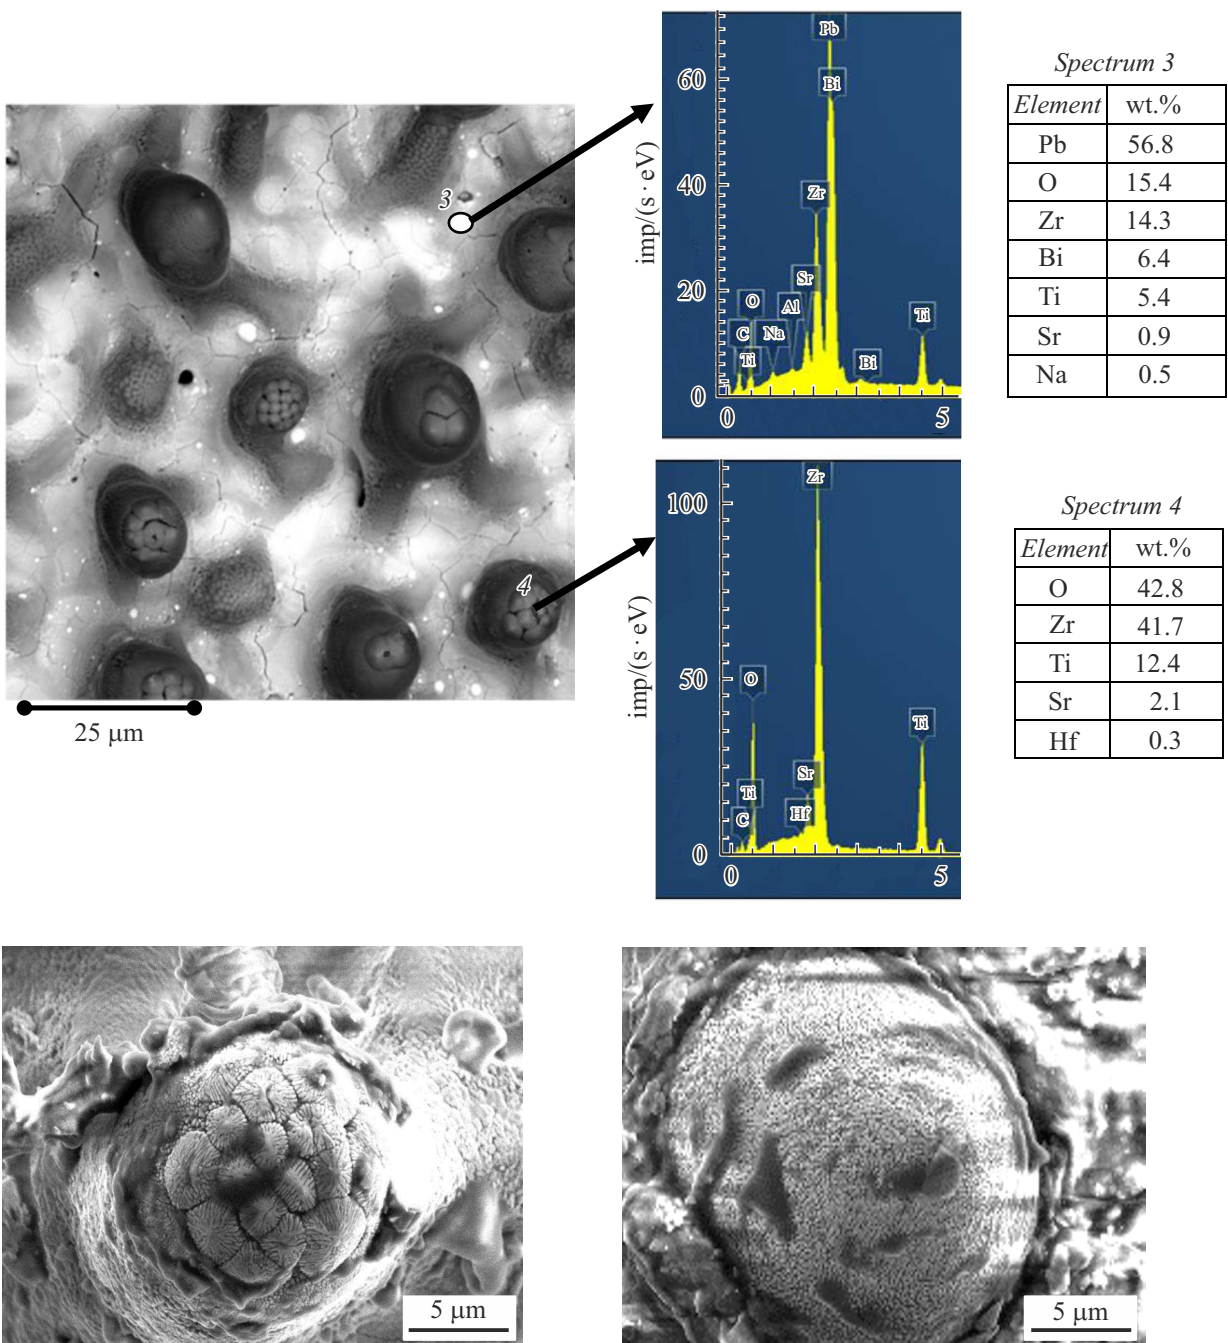 3
4
25 μm
imp/(s · eV)
60
40
20
0
0
5
Pb
Bi
Zr
Sr
Al
O
C
Na
Ti
Bi
Ti
Spectrum 3
Element wt.%
Pb 56.8
O 15.4
Zr 14.3
Bi 6.4
Ti 5.4
Sr 0.9
Na 0.5
imp/(s · eV)
100
50
0
0
5
Zr
O
Ti
Sr
Ti
Hf
C
Spectrum 4
Element wt.%
O 42.8
Zr 41.7
Ti 12.4
Sr 2.1
Hf 0.3
5 μm
5 μm